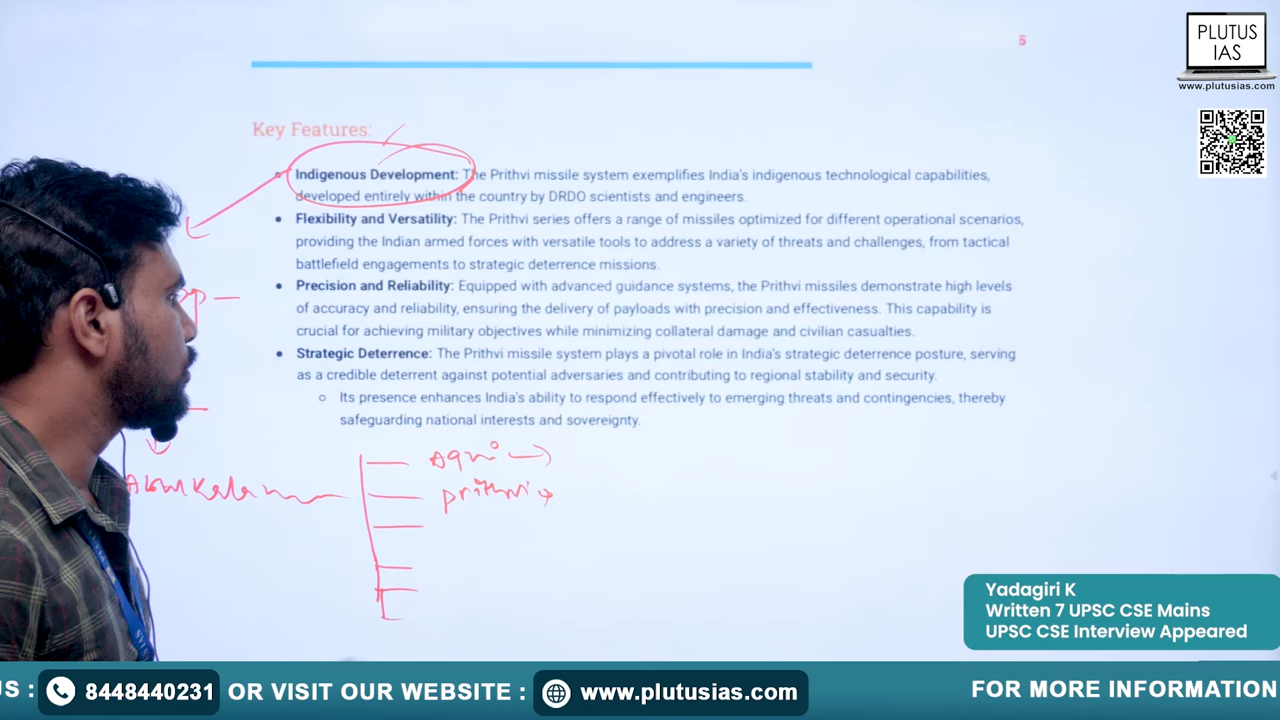 5
PLUTUS
IAS
www.plutusias.com
Key Features:
Indigenous Development: The Prithvi missile system exemplifies India's indigenous technological capabilities,
developed entirely within the country by DRDO scientists and engineers.
Flexibility and Versatility: The Prithvi series offers a range of missiles optimized for different operational scenarios,
providing the Indian armed forces with versatile tools to address a variety of threats and challenges, from tactical
battlefield engagements to strategic deterrence missions.
Precision and Reliability: Equipped with advanced guidance systems, the Prithvi missiles demonstrate high levels
of accuracy and reliability, ensuring the delivery of payloads with precision and effectiveness. This capability is
crucial for achieving military objectives while minimizing collateral damage and civilian casualties.
Strategic Deterrence: The Prithvi missile system plays a pivotal role in India's strategic deterrence posture, serving
as a credible deterrent against potential adversaries and contributing to regional stability and security.
Its presence enhances India's ability to respond effectively to emerging threats and contingencies, thereby
safeguarding national interests and sovereignty.
Agni
Prithvi
Yadagiri K
Written 7 UPSC CSE Mains
UPSC CSE Interview Appeared
US : 8448440231 OR VISIT OUR WEBSITE : www.plutusias.com FOR MORE INFORMATION